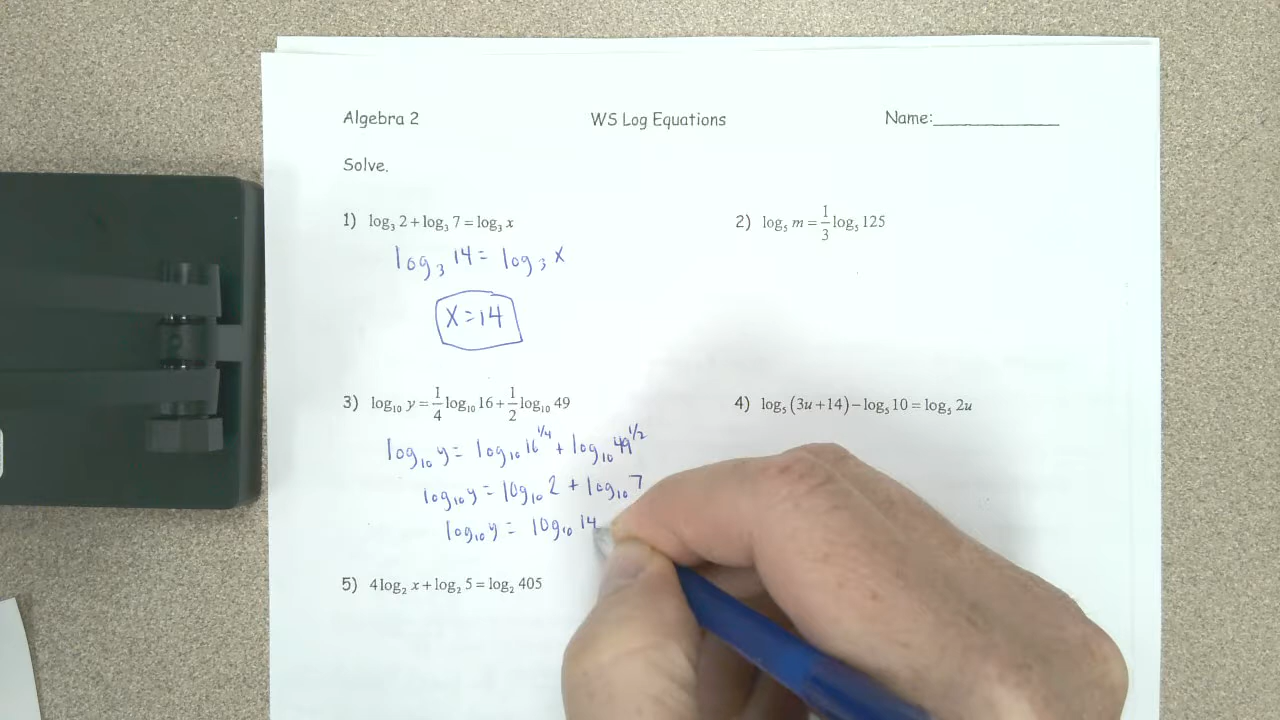 Algebra 2 WS Log Equations Name:______________
Solve.
1) log₃ 2 + log₃ 7 = log₃ x
log₃ 14 = log₃ x
x = 14
2) log₅ m = 1/3 log₅ 125
3) log₁₀ y = 1/4 log₁₀ 16 + 1/2 log₁₀ 49
log₁₀ y = log₁₀ 16^1/4 + log₁₀ 49^1/2
log₁₀ y = log₁₀ 2 + log₁₀ 7
log₁₀ y = log₁₀ 14
4) log₅ (3u + 14) − log₅ 10 = log₅ 2u
5) 4 log₂ x + log₂ 5 = log₂ 405